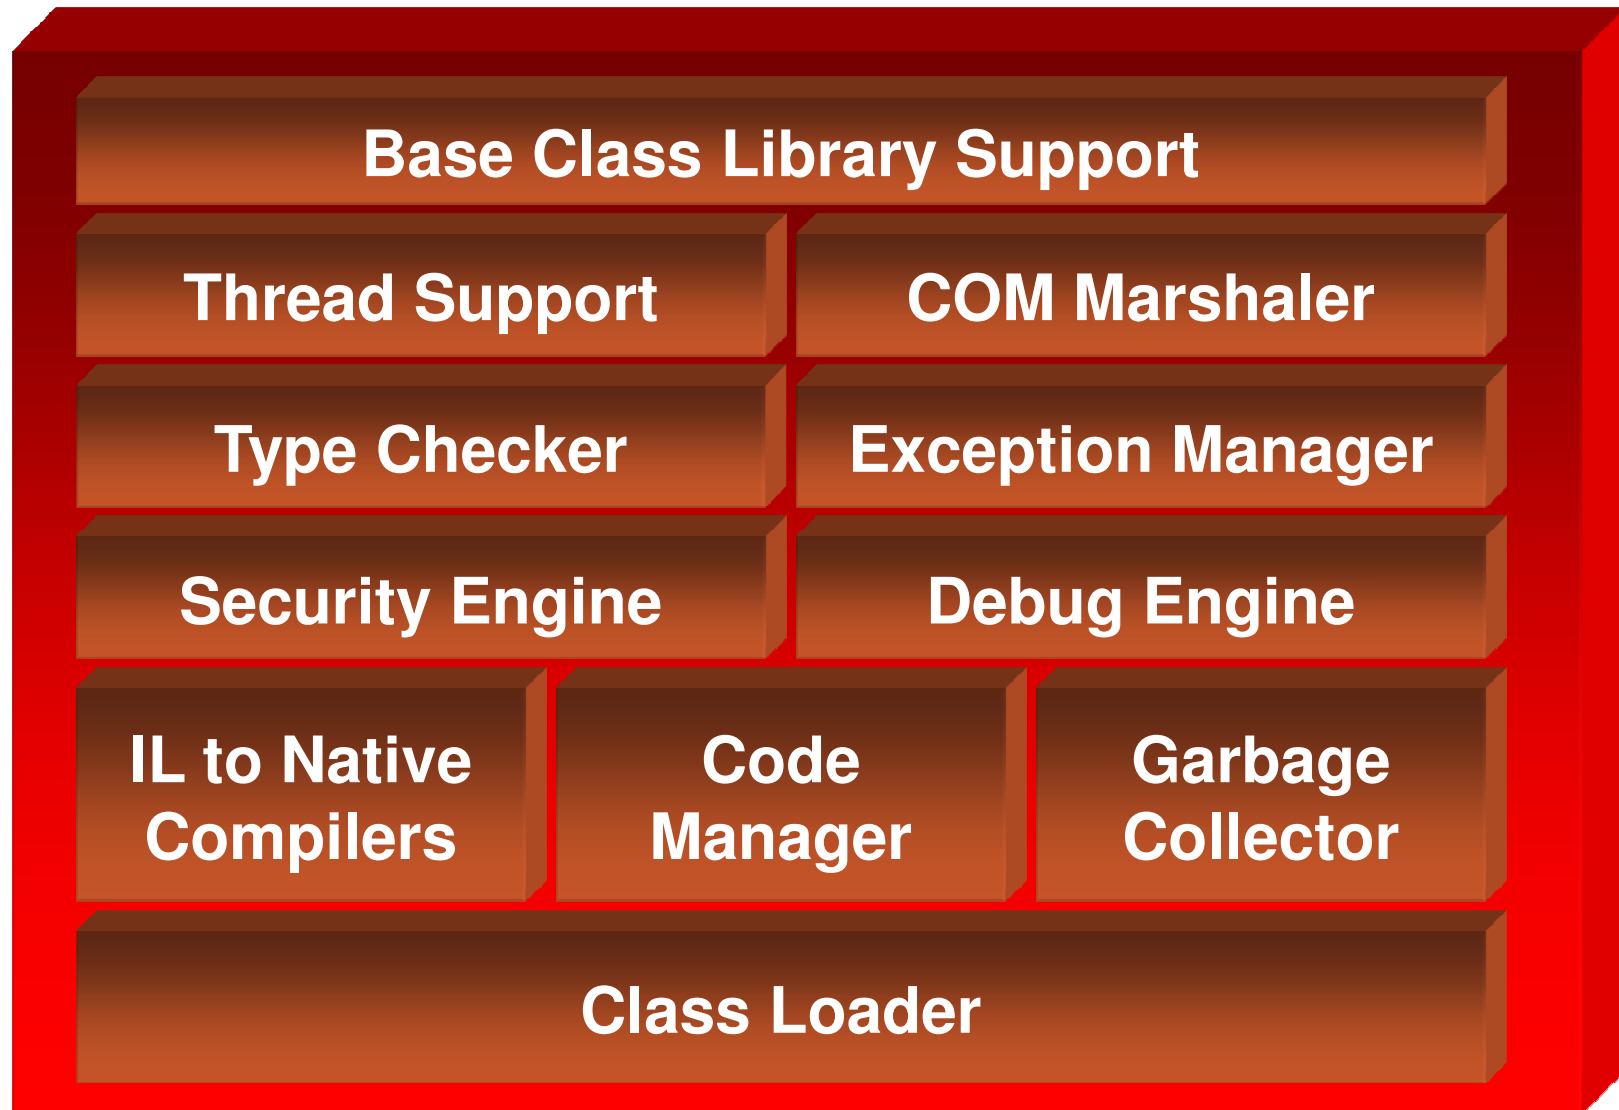 Base Class Library Support
Thread Support
COM Marshaler
Type Checker
Exception Manager
Security Engine
Debug Engine
IL to Native
Compilers
Code
Manager
Garbage
Collector
Class Loader